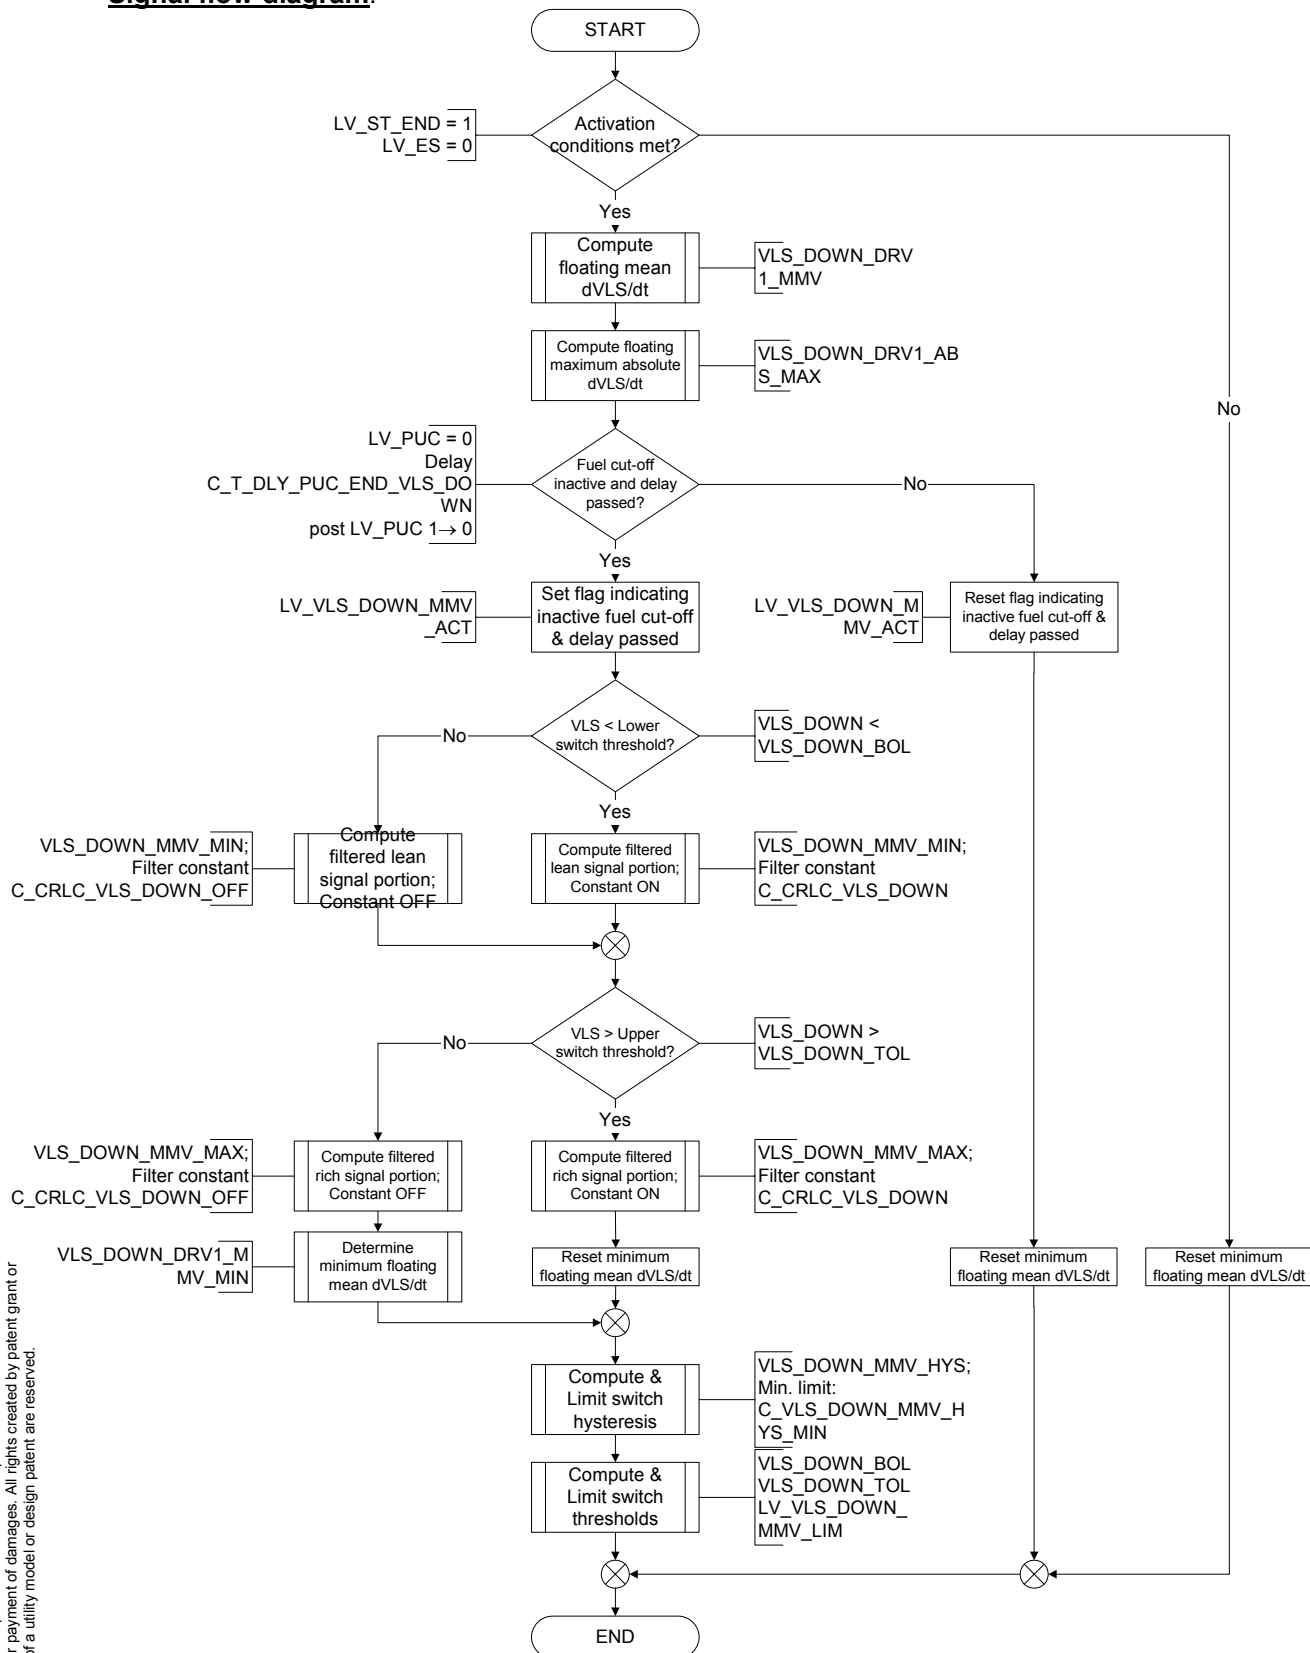 Signal flow diagram:
START
LV_ST_END = 1
LV_ES = 0
Activation
conditions met?
Yes
Compute
floating mean
dVLS/dt
VLS_DOWN_DRV
1_MMV
Compute floating
maximum absolute
dVLS/dt
VLS_DOWN_DRV1_AB
S_MAX
No
LV_PUC = 0
Delay
C_T_DLY_PUC_END_VLS_DO
WN
post LV_PUC 1→ 0
Fuel cut-off
inactive and delay
passed?
No
Yes
LV_VLS_DOWN_MMV
_ACT
Set flag indicating
inactive fuel cut-off
& delay passed
LV_VLS_DOWN_M
MV_ACT
Reset flag indicating
inactive fuel cut-off &
delay passed
No
VLS < Lower
switch threshold?
VLS_DOWN <
VLS_DOWN_BOL
Yes
VLS_DOWN_MMV_MIN;
Filter constant
C_CRLC_VLS_DOWN_OFF
Compute
filtered lean
signal portion;
Constant OFF
Compute filtered
lean signal portion;
Constant ON
VLS_DOWN_MMV_MIN;
Filter constant
C_CRLC_VLS_DOWN
No
VLS > Upper
switch threshold?
VLS_DOWN >
VLS_DOWN_TOL
Yes
VLS_DOWN_MMV_MAX;
Filter constant
C_CRLC_VLS_DOWN_OFF
Compute filtered
rich signal portion;
Constant OFF
Compute filtered
rich signal portion;
Constant ON
VLS_DOWN_MMV_MAX;
Filter constant
C_CRLC_VLS_DOWN
VLS_DOWN_DRV1_M
MV_MIN
Determine
minimum floating
mean dVLS/dt
Reset minimum
floating mean dVLS/dt
Reset minimum
floating mean dVLS/dt
Reset minimum
floating mean dVLS/dt
Compute &
Limit switch
hysteresis
VLS_DOWN_MMV_HYS;
Min. limit:
C_VLS_DOWN_MMV_H
YS_MIN
Compute &
Limit switch
thresholds
VLS_DOWN_BOL
VLS_DOWN_TOL
LV_VLS_DOWN_
MMV_LIM
END
r payment of damages. All rights created by patent grant or
of a utility model or design patent are reserved.